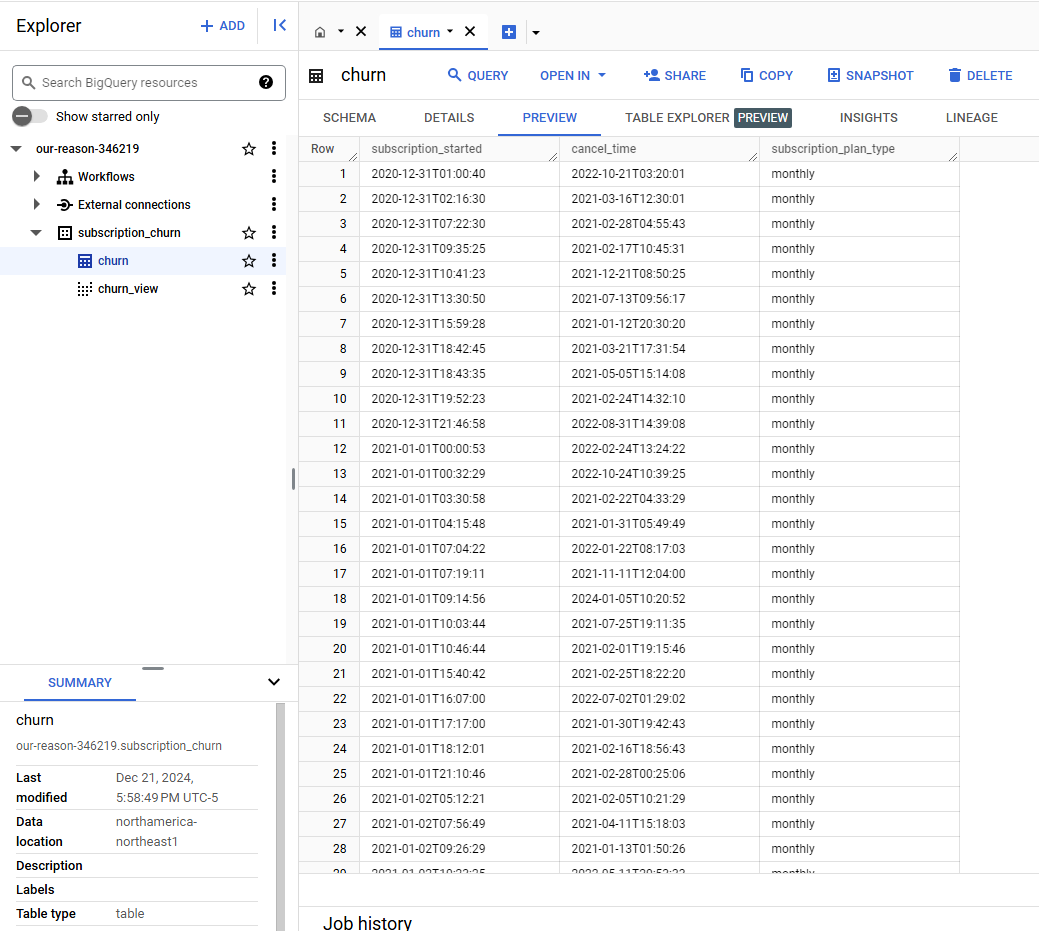 Explorer
ADD
Search BigQuery resources
Show starred only
our-reason-346219
Workflows
External connections
subscription_churn
churn
churn_view
SUMMARY
churn
our-reason-346219.subscription_churn
Last modified Dec 21, 2024, 5:58:49 PM UTC-5
Data location northamerica-northeast1
Description
Labels
Table type table
churn
churn QUERY OPEN IN SHARE COPY SNAPSHOT DELETE
SCHEMA DETAILS PREVIEW TABLE EXPLORER PREVIEW INSIGHTS LINEAGE
Row subscription_started cancel_time subscription_plan_type
1 2020-12-31T01:00:40 2022-10-21T03:20:01 monthly
2 2020-12-31T02:16:30 2021-03-16T12:30:01 monthly
3 2020-12-31T07:22:30 2021-02-28T04:55:43 monthly
4 2020-12-31T09:35:25 2021-02-17T10:45:31 monthly
5 2020-12-31T10:41:23 2021-12-21T08:50:25 monthly
6 2020-12-31T13:30:50 2021-07-13T09:56:17 monthly
7 2020-12-31T15:59:28 2021-01-12T20:30:20 monthly
8 2020-12-31T18:42:45 2021-03-21T17:31:54 monthly
9 2020-12-31T18:43:35 2021-05-05T15:14:08 monthly
10 2020-12-31T19:52:23 2021-02-24T14:32:10 monthly
11 2020-12-31T21:46:58 2022-08-31T14:39:08 monthly
12 2021-01-01T00:00:53 2022-02-24T13:24:22 monthly
13 2021-01-01T00:32:29 2022-10-24T10:39:25 monthly
14 2021-01-01T03:30:58 2021-02-22T04:33:29 monthly
15 2021-01-01T04:15:48 2021-01-31T05:49:49 monthly
16 2021-01-01T07:04:22 2022-01-22T08:17:03 monthly
17 2021-01-01T07:19:11 2021-11-11T12:04:00 monthly
18 2021-01-01T09:14:56 2024-01-05T10:20:52 monthly
19 2021-01-01T10:03:44 2021-07-25T19:11:35 monthly
20 2021-01-01T10:46:44 2021-02-01T19:15:46 monthly
21 2021-01-01T15:40:42 2021-02-25T18:22:20 monthly
22 2021-01-01T16:07:00 2022-07-02T01:29:02 monthly
23 2021-01-01T17:17:00 2021-01-30T19:42:43 monthly
24 2021-01-01T18:12:01 2021-02-16T18:56:43 monthly
25 2021-01-01T21:10:46 2021-02-28T00:25:06 monthly
26 2021-01-02T05:12:21 2021-02-05T10:21:29 monthly
27 2021-01-02T07:56:49 2021-04-11T15:18:03 monthly
28 2021-01-02T09:26:29 2021-01-13T01:50:26 monthly
Job history